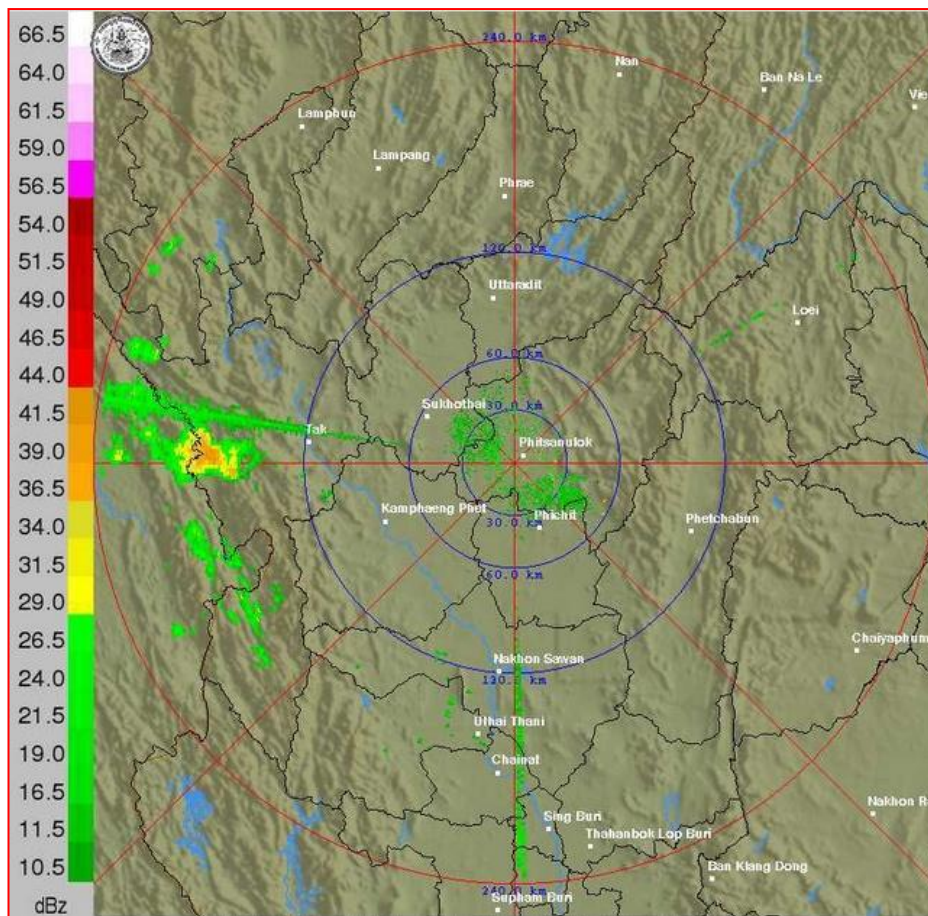 66.5
64.0
61.5
59.0
56.5
54.0
51.5
49.0
46.5
44.0
41.5
39.0
36.5
34.0
31.5
29.0
26.5
24.0
21.5
19.0
16.5
11.5
10.5
dBz
240.0 km
Nan
Ban Na Le
Vie
Lamphun
Lampang
Phrae
120.0 km
Uttaradit
Loei
60.0 km
Sukhothai
30.0 km
Tak
Phitsanulok
Kamphaeng Phet
Phichit
30.0 km
Phetchabun
60.0 km
Chaiyaphum
Nakhon Sawan
120.0 km
Uthai Thani
Chainat
Nakhon R
Sing Buri
Thahanbok Lop Buri
Ban Klang Dong
240.0 km
Supham Buri